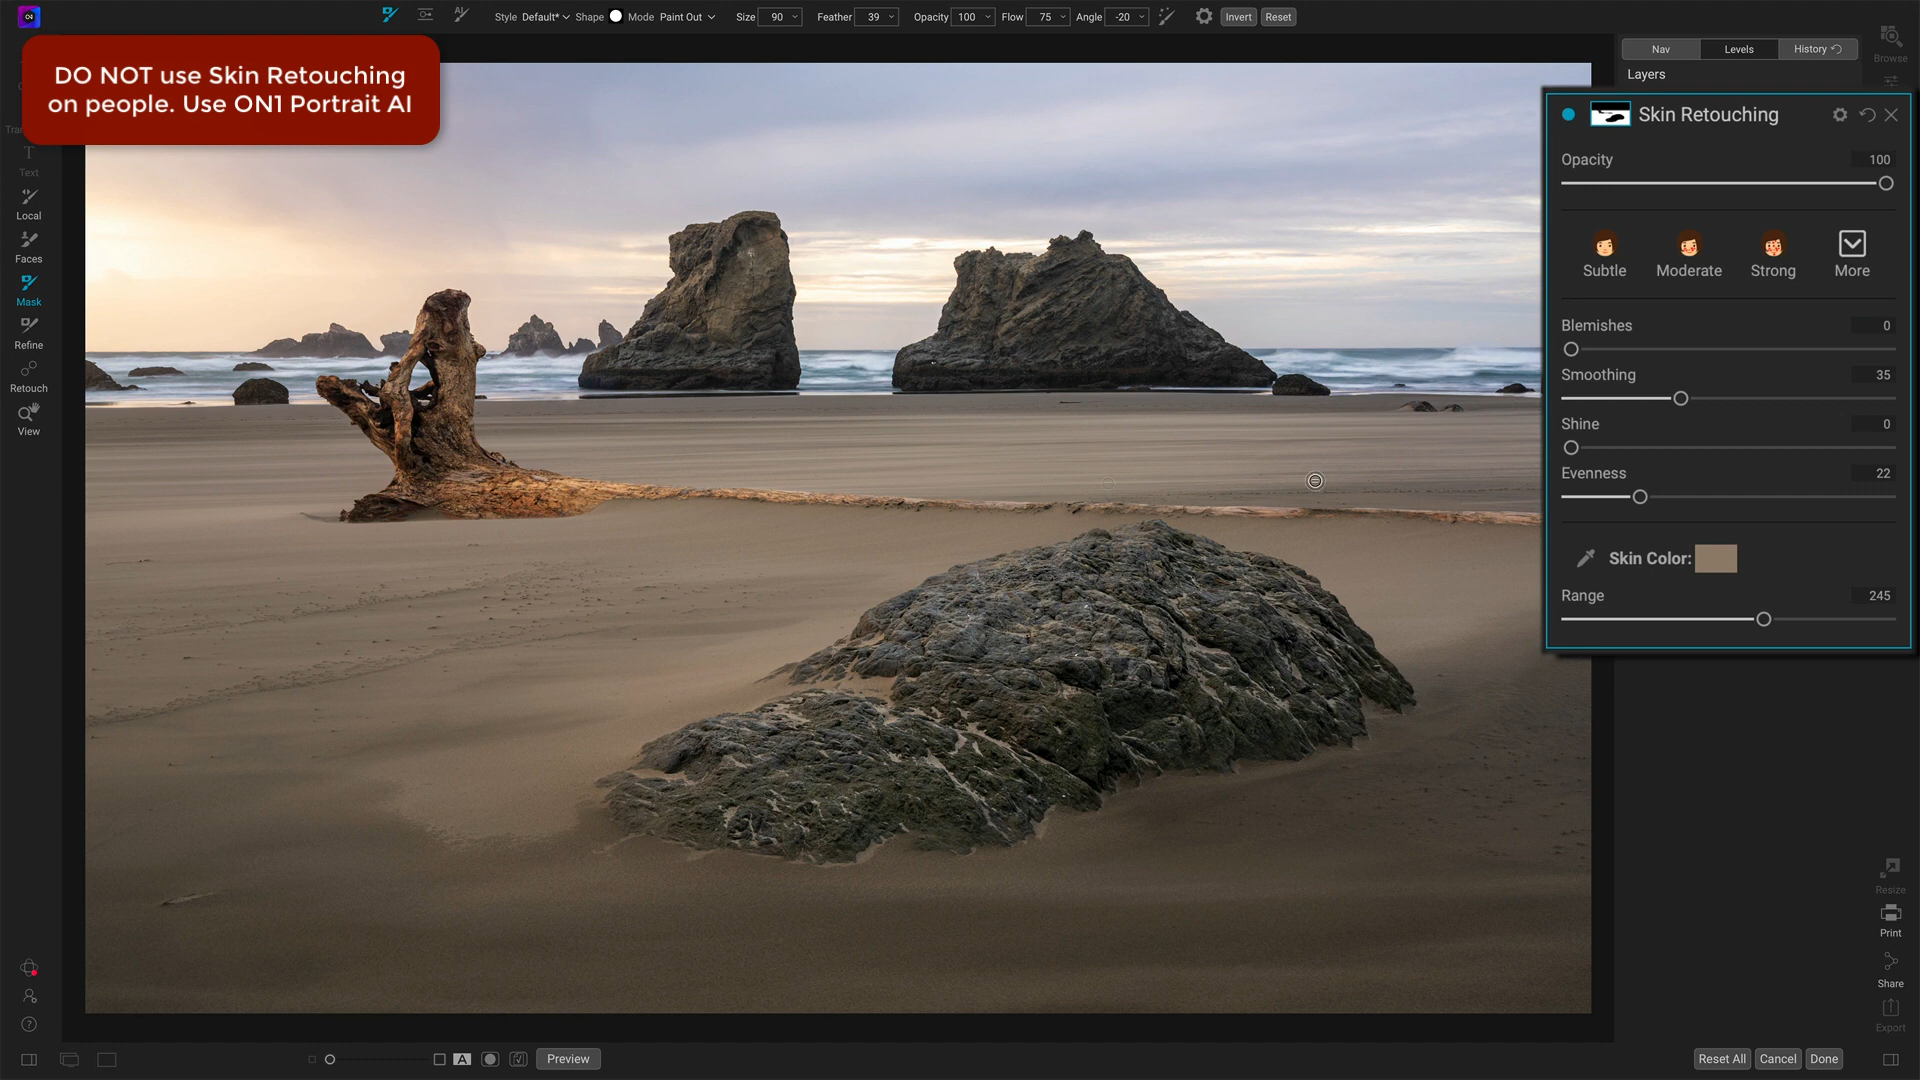 Style Default* Shape Mode Paint Out Size 90 Feather 39 Opacity 100 Flow 75 Angle -20 Invert Reset
DO NOT use Skin Retouching
on people. Use ON1 Portrait AI
Text
Local
Faces
Mask
Refine
Retouch
View
Nav Levels History
Browse
Layers
Skin Retouching
Opacity 100
Subtle Moderate Strong More
Blemishes 0
Smoothing 35
Shine 0
Evenness 22
Skin Color:
Range 245
Resize
Print
Share
Export
A Preview
Reset All Cancel Done